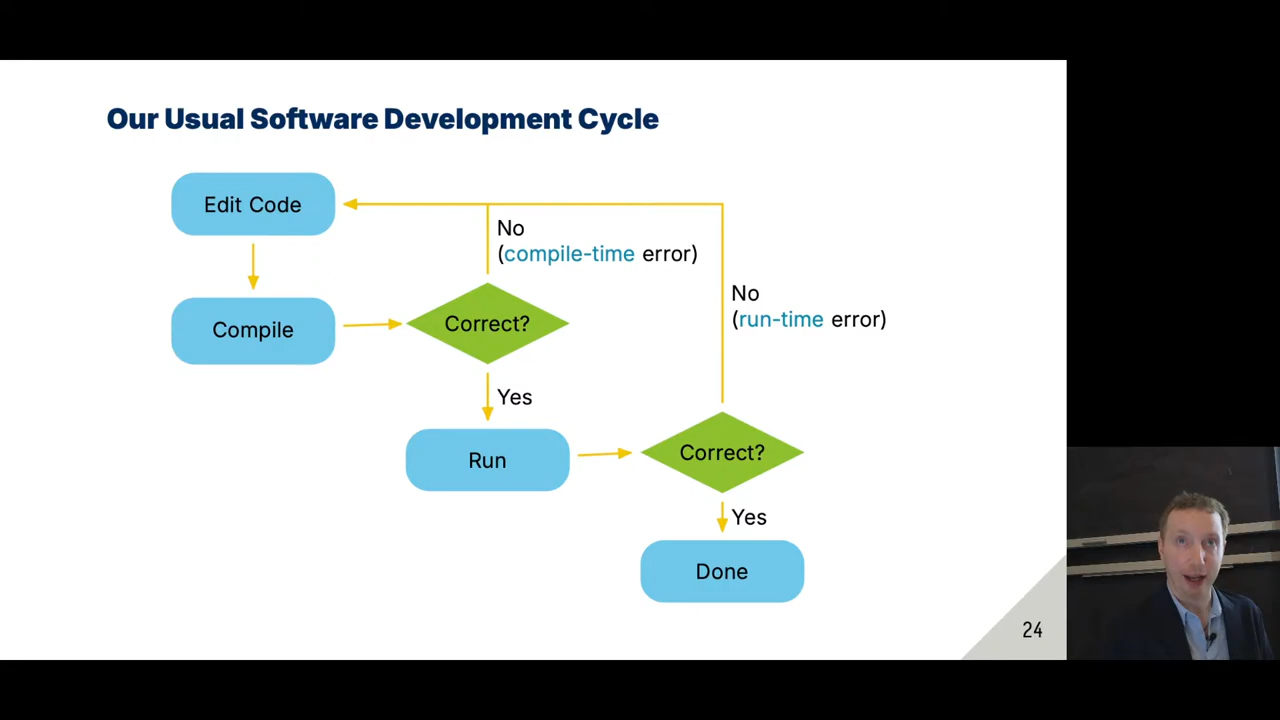 Our Usual Software Development Cycle
Edit Code
No
(compile-time error)
No
(run-time error)
Compile
Correct?
Yes
Run
Correct?
Yes
Done
24